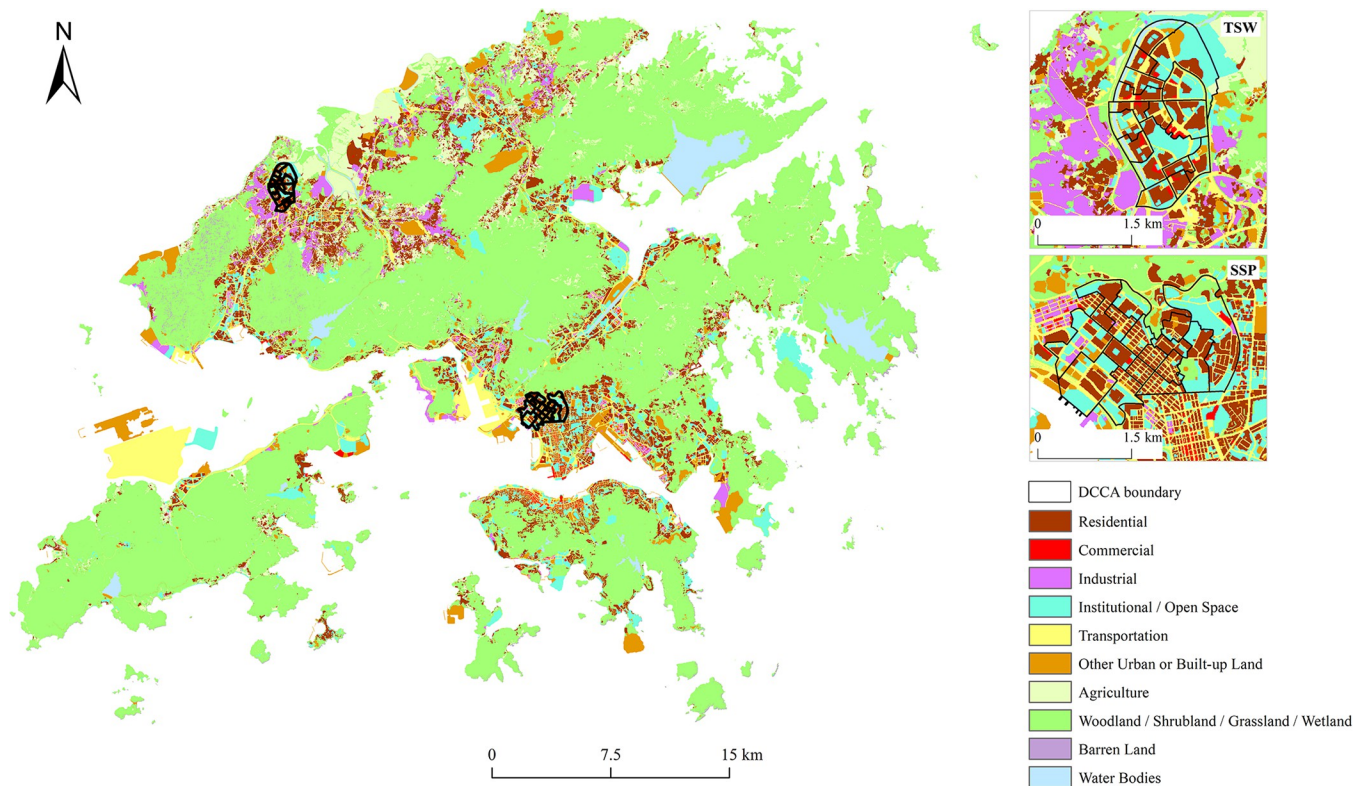 N
TSW
0
1.5 km
SSP
0
1.5 km
DCCA boundary
Residential
Commercial
Industrial
Institutional / Open Space
Transportation
Other Urban or Built-up Land
Agriculture
Woodland / Shrubland / Grassland / Wetland
Barren Land
Water Bodies
0 7.5 15 km